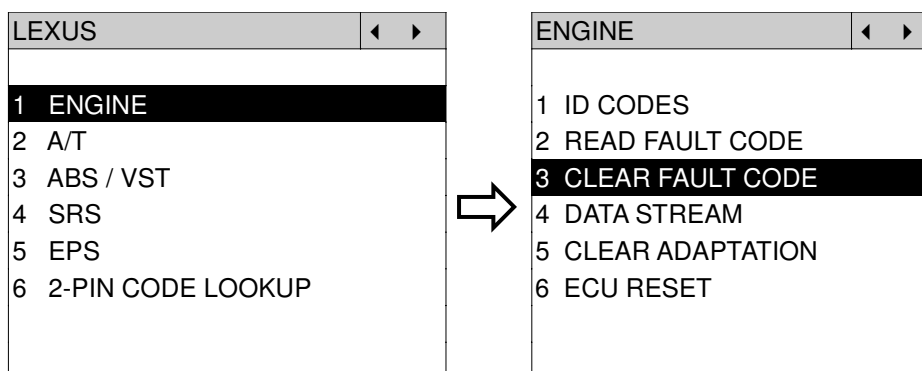 LEXUS
1 ENGINE
2 A/T
3 ABS / VST
4 SRS
5 EPS
6 2-PIN CODE LOOKUP
ENGINE
1 ID CODES
2 READ FAULT CODE
3 CLEAR FAULT CODE
4 DATA STREAM
5 CLEAR ADAPTATION
6 ECU RESET